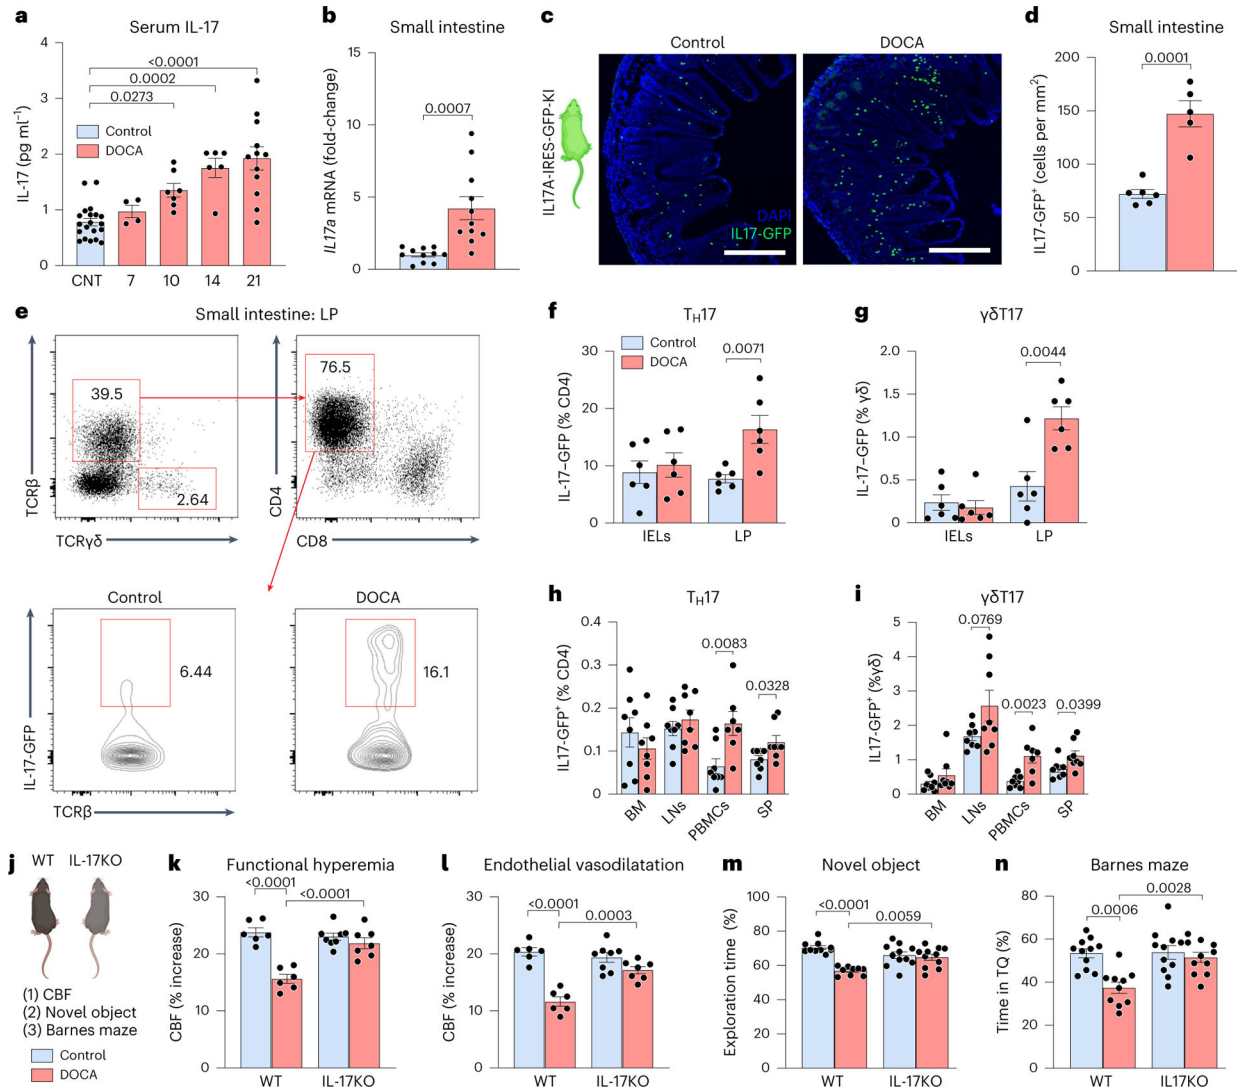 a
Serum IL-17
4
3
2
1
0
IL-17 (pg ml⁻¹)
<0.0001
0.0002
0.0273
Control
DOCA
CNT 7 10 14 21
b
Small intestine
15
10
5
0
Il17a mRNA (fold-change)
0.0007
c
Control DOCA
IL17A-IRES-GFP-KI
DAPI
IL17-GFP
d
Small intestine
200
150
100
50
0
IL17-GFP⁺ (cells per mm²)
0.0001
e
Small intestine: LP
39.5
2.64
TCRβ
TCRγδ
76.5
CD4
CD8
Control DOCA
6.44
16.1
IL-17-GFP
TCRβ
f
T_H17
Control
DOCA
30
20
10
0
IL-17–GFP (% CD4)
0.0071
IELs LP
g
γδT17
2.0
1.5
1.0
0.5
0
IL-17–GFP (% γδ)
0.0044
IELs LP
h
T_H17
0.4
0.3
0.2
0.1
0
IL17-GFP⁺ (% CD4)
0.0083
0.0328
BM LNs PBMCs SP
i
γδT17
5
4
3
2
1
0
IL17-GFP⁺ (%γδ)
0.0769
0.0023
0.0399
BM LNs PBMCs SP
j
WT IL-17KO
(1) CBF
(2) Novel object
(3) Barnes maze
Control
DOCA
k
Functional hyperemia
30
20
10
0
CBF (% increase)
<0.0001 <0.0001
WT IL-17KO
l
Endothelial vasodilatation
30
20
10
0
CBF (% increase)
<0.0001
0.0003
WT IL-17KO
m
Novel object
100
80
60
40
20
0
Exploration time (%)
<0.0001
0.0059
WT IL-17KO
n
Barnes maze
80
60
40
20
0
Time in TQ (%)
0.0028
0.0006
WT IL17KO